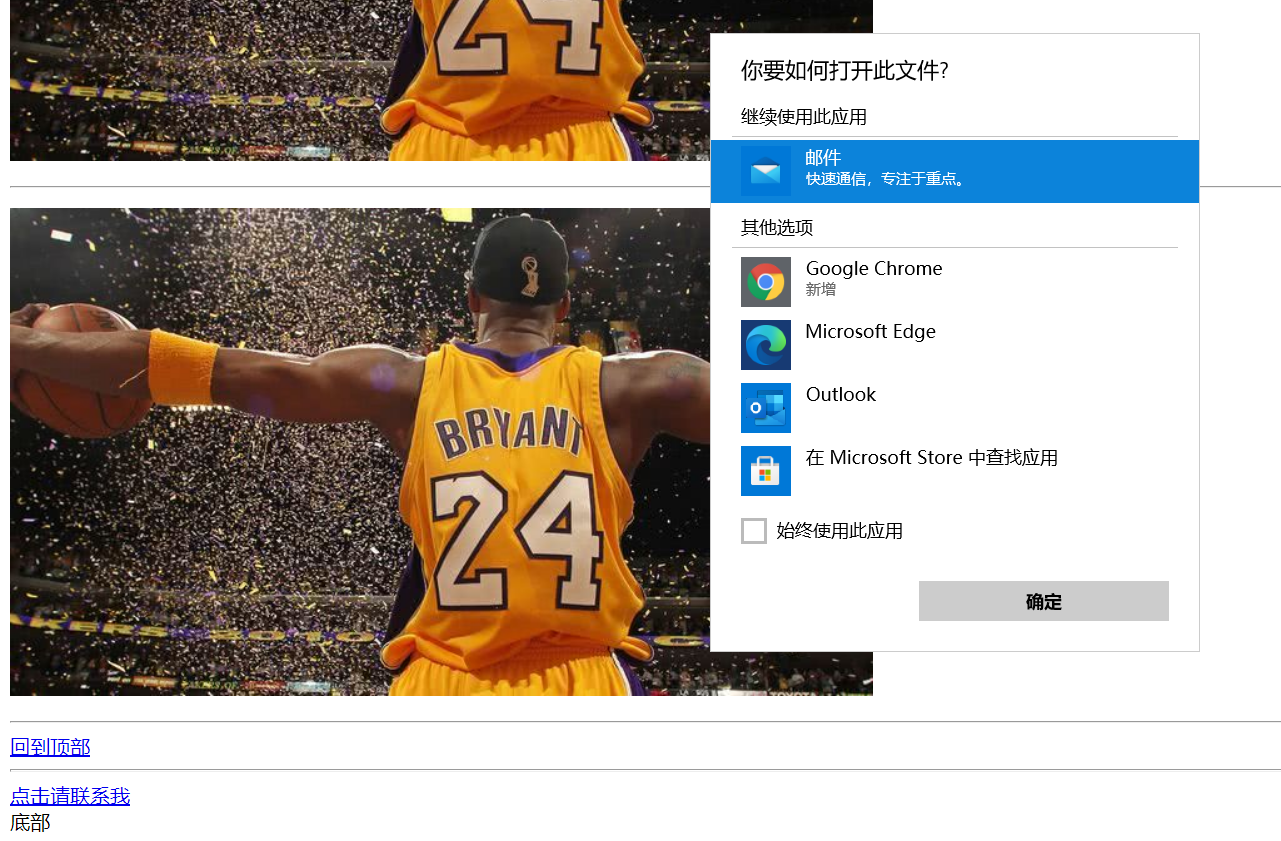 24
你要如何打开此文件?
继续使用此应用
邮件
快速通信，专注于重点。
其他选项
Google Chrome
新增
Microsoft Edge
Outlook
在 Microsoft Store 中查找应用
始终使用此应用
确定
BRYANT
24
回到顶部
点击请联系我
底部